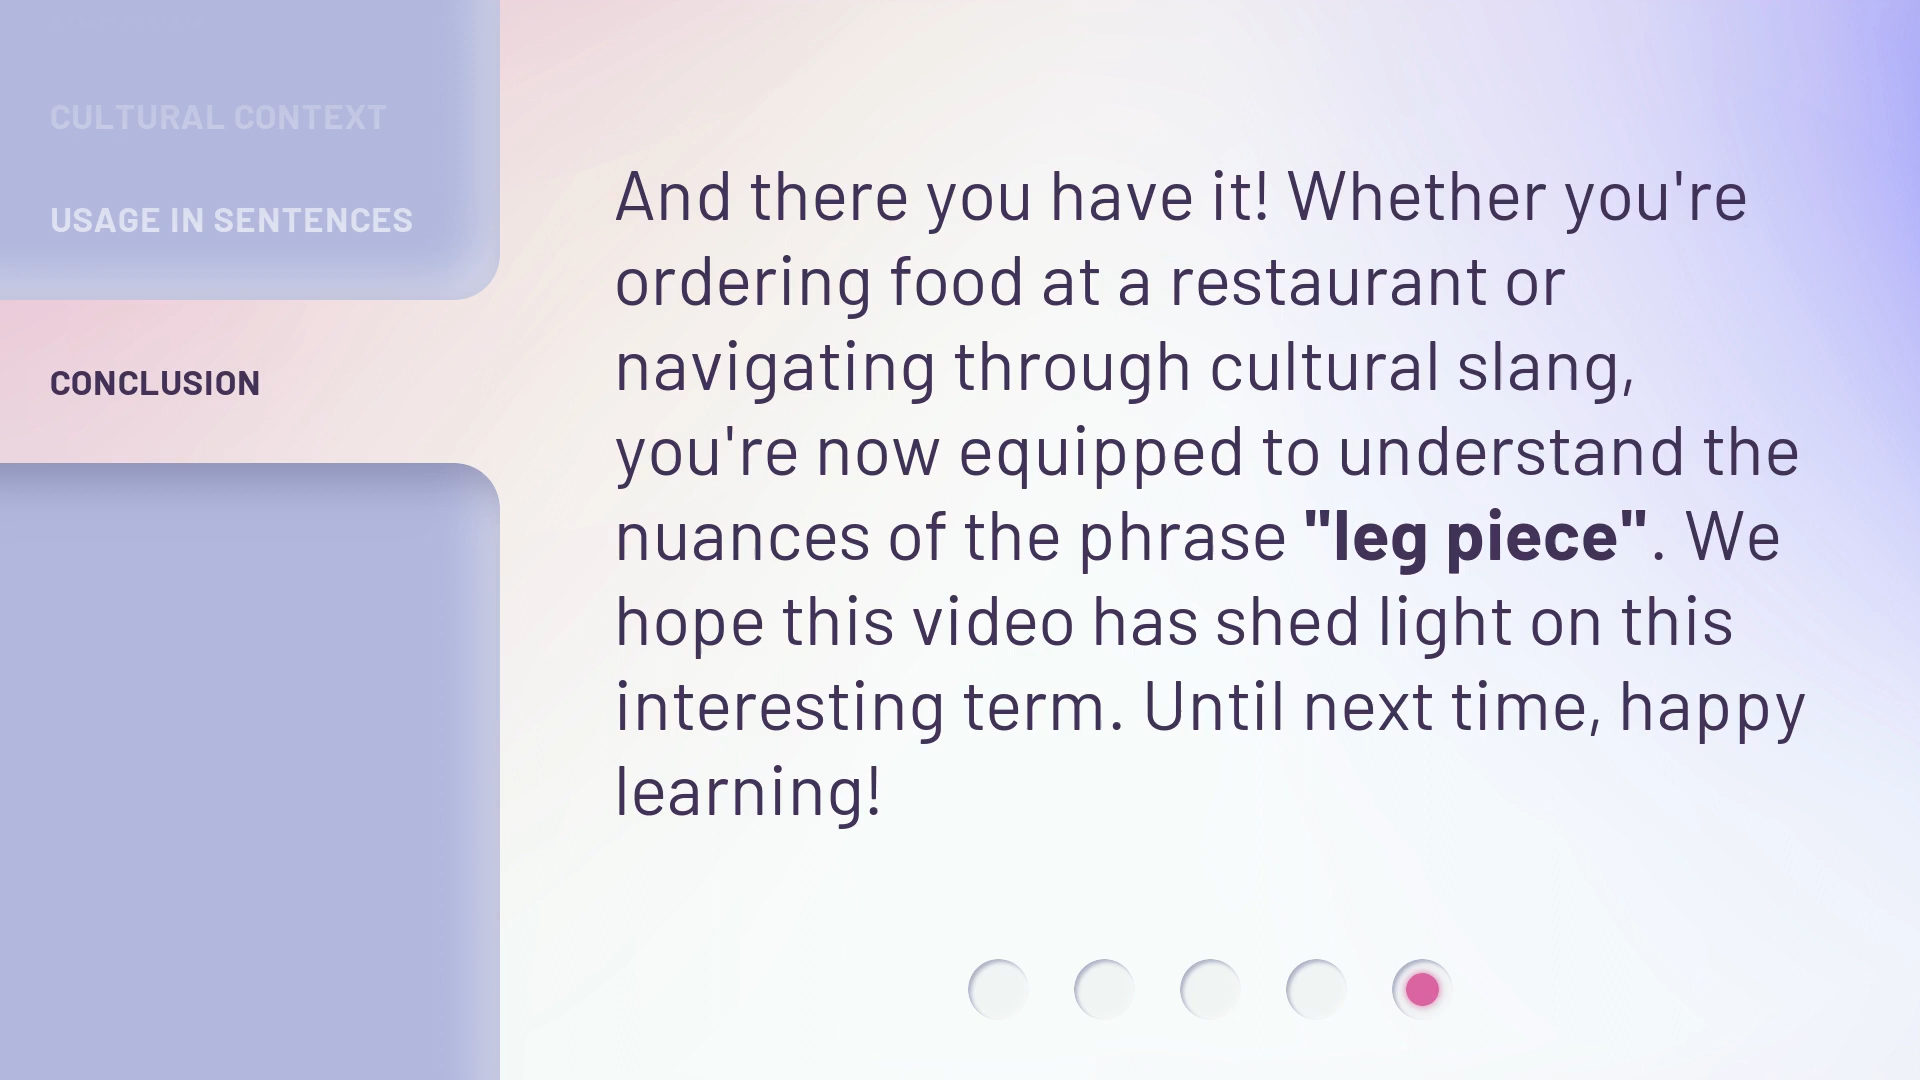 CULTURAL CONTEXT
USAGE IN SENTENCES
CONCLUSION
And there you have it! Whether you're
ordering food at a restaurant or
navigating through cultural slang,
you're now equipped to understand the
nuances of the phrase "leg piece". We
hope this video has shed light on this
interesting term. Until next time, happy
learning!